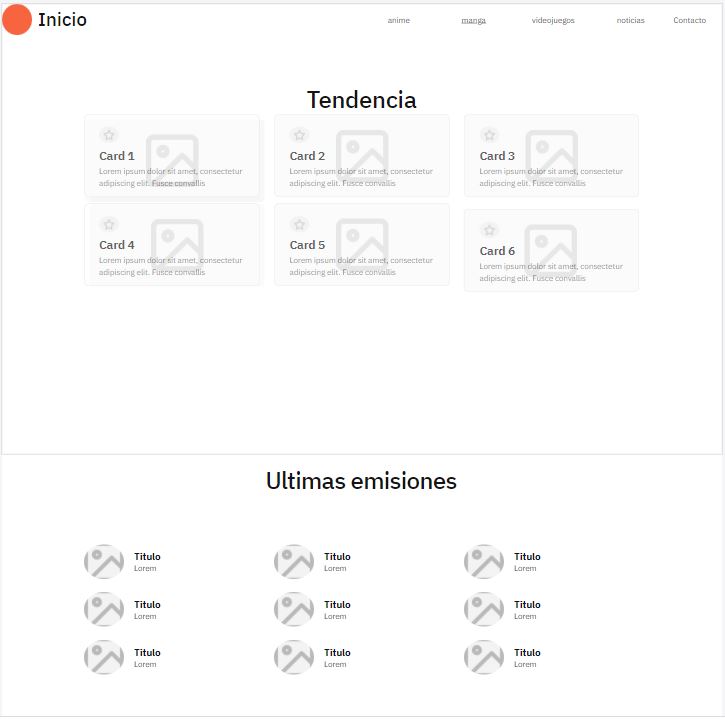 Inicio
anime manga videojuegos noticias Contacto
Tendencia
Card 1
Lorem ipsum dolor sit amet, consectetur
adipiscing elit. Fusce convallis
Card 2
Lorem ipsum dolor sit amet, consectetur
adipiscing elit. Fusce convallis
Card 3
Lorem ipsum dolor sit amet, consectetur
adipiscing elit. Fusce convallis
Card 4
Lorem ipsum dolor sit amet, consectetur
adipiscing elit. Fusce convallis
Card 5
Lorem ipsum dolor sit amet, consectetur
adipiscing elit. Fusce convallis
Card 6
Lorem ipsum dolor sit amet, consectetur
adipiscing elit. Fusce convallis
Ultimas emisiones
Titulo
Lorem
Titulo
Lorem
Titulo
Lorem
Titulo
Lorem
Titulo
Lorem
Titulo
Lorem
Titulo
Lorem
Titulo
Lorem
Titulo
Lorem